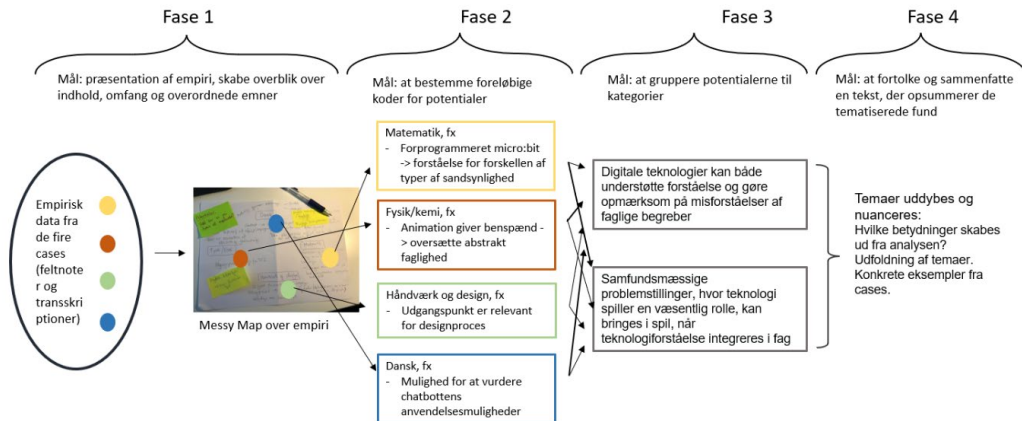 Fase 1
Fase 2
Fase 3
Fase 4
Mål: præsentation af empiri, skabe overblik over
indhold, omfang og overordnede emner
Mål: at bestemme foreløbige
koder for potentialer
Mål: at gruppere potentialerne til
kategorier
Mål: at fortolke og sammenfatte
en tekst, der opsummerer de
tematiserede fund
Empirisk
data fra
de fire
cases
(feltnote
r og
transskri
ptioner)
Messy Map over empiri
Matematik, fx
- Forprogrammeret micro:bit
-> forståelse for forskellen af
typer af sandsynlighed
Fysik/kemi, fx
- Animation giver benspænd -
> oversætte abstrakt
faglighed
Håndværk og design, fx
- Udgangspunkt er relevant
for designproces
Dansk, fx
- Mulighed for at vurdere
chatbottens
anvendelsesmuligheder
Digitale teknologier kan både
understøtte forståelse og gøre
opmærksom på misforståelser af
faglige begreber
Samfundsmæssige
problemstillinger, hvor teknologi
spiller en væsentlig rolle, kan
bringes i spil, når
teknologiforståelse integreres i fag
Temaer uddybes og
nuanceres:
Hvilke betydninger skabes
ud fra analysen?
Udfoldning af temaer.
Konkrete eksempler fra
cases.